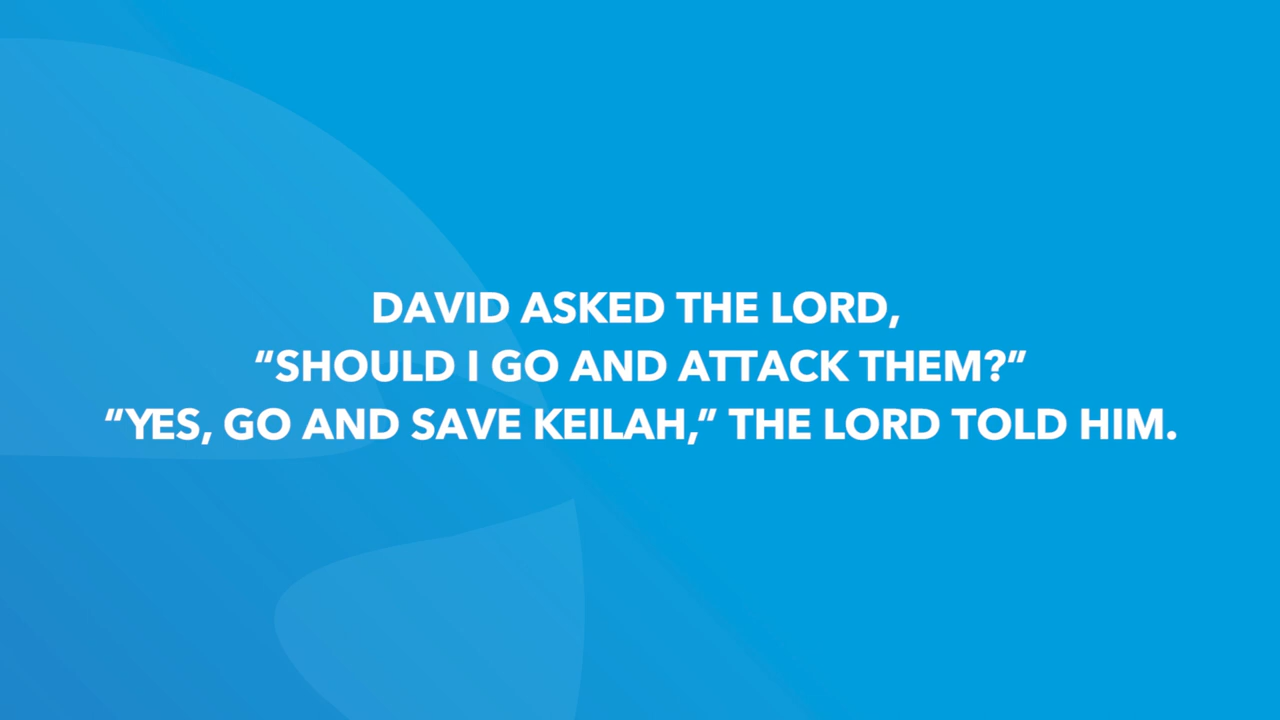 DAVID ASKED THE LORD,
“SHOULD I GO AND ATTACK THEM?”
“YES, GO AND SAVE KEILAH,” THE LORD TOLD HIM.